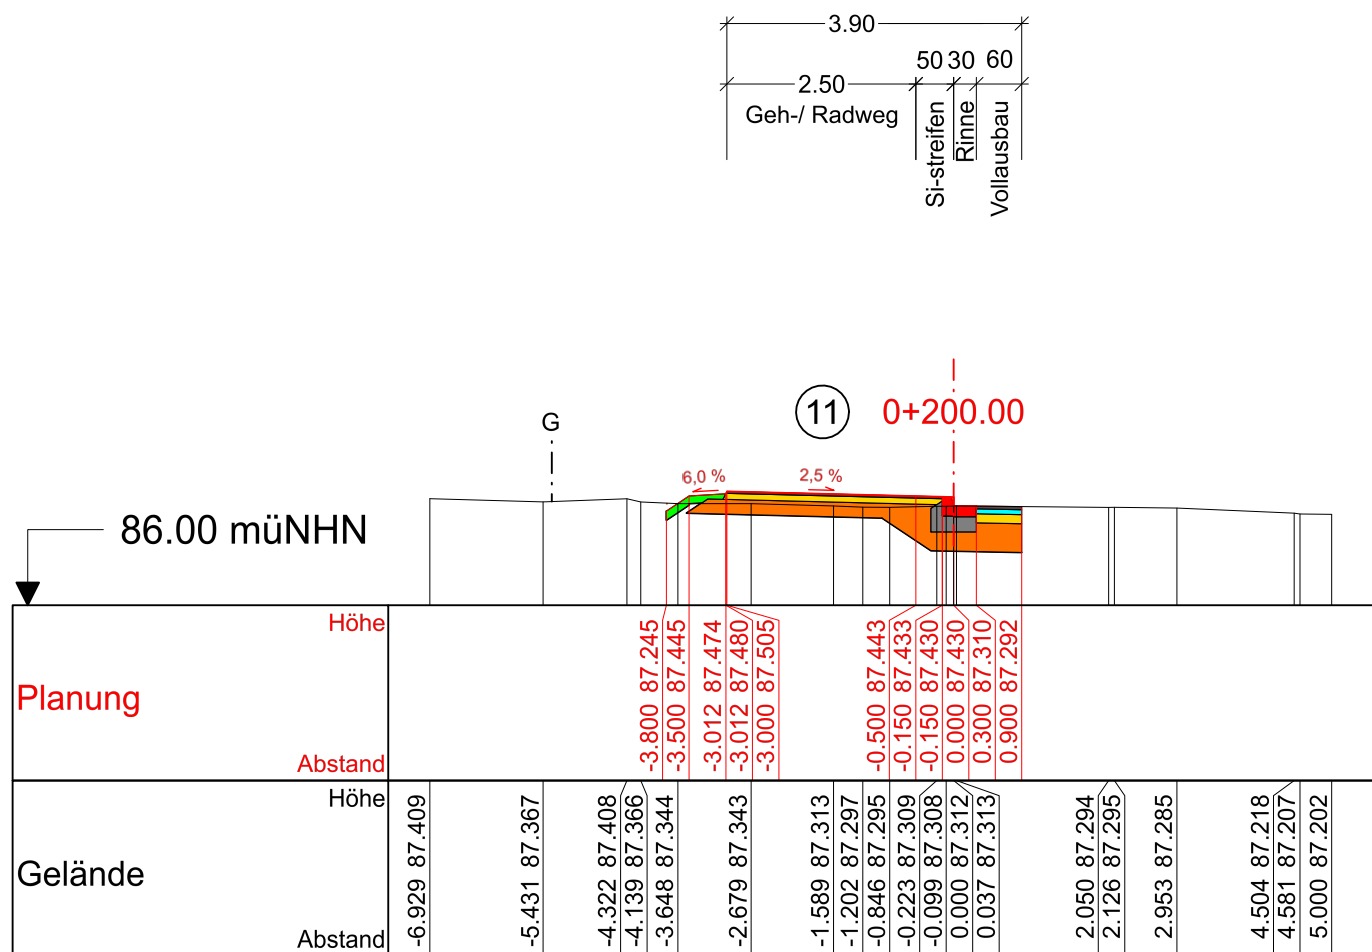 3.90
50 30 60
2.50
Geh-/ Radweg
Si-streifen
Rinne
Vollausbau
11 0+200.00
G
6,0 %
2,5 %
86.00 müNHN
Höhe
Planung
Abstand
-3.800 87.245
-3.500 87.445
-3.012 87.474
-3.012 87.480
-3.000 87.505
-0.500 87.443
-0.150 87.433
-0.150 87.430
0.000 87.430
0.300 87.310
0.900 87.292
Höhe
Gelände
Abstand
-6.929 87.409
-5.431 87.367
-4.322 87.408
-4.139 87.366
-3.648 87.344
-2.679 87.343
-1.589 87.313
-1.202 87.297
-0.846 87.295
-0.223 87.309
-0.099 87.308
0.000 87.312
0.037 87.313
2.050 87.294
2.126 87.295
2.953 87.285
4.504 87.218
4.581 87.207
5.000 87.202